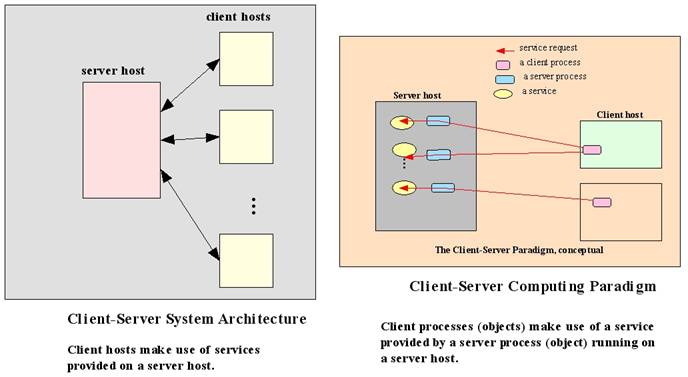 client hosts
server host
...
Client-Server System Architecture
Client hosts make use of services
provided on a server host.
service request
a client process
a server process
a service
Server host
Client host
...
The Client-Server Paradigm, conceptual
Client-Server Computing Paradigm
Client processes (objects) make use of a service
provided by a server process (object) running on
a server host.